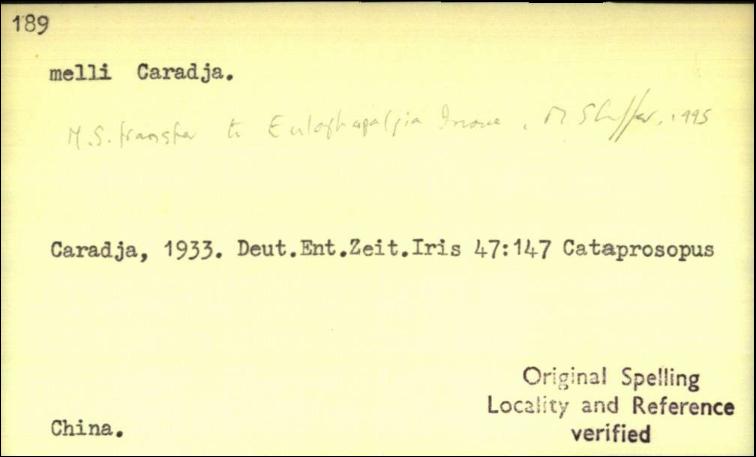 189
melli Caradja.
M.S. transfer to Eulophopalpia Inoue. M Shaffer. 1995
Caradja, 1933. Deut.Ent.Zeit.Iris 47:147 Cataprosopus
Original Spelling
Locality and Reference
verified
China.